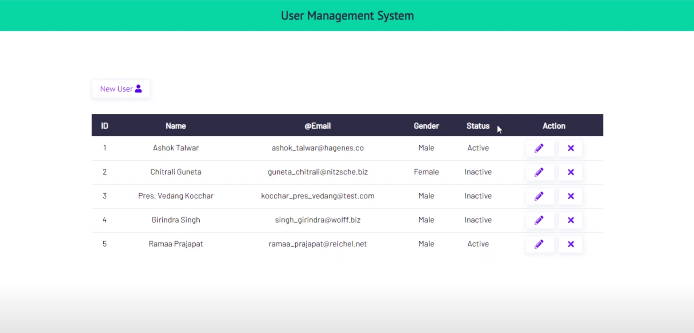 User Management System
New User
ID Name @Email Gender Status Action
1 Ashok Talwar ashok_talwar@hagenes.co Male Active
2 Chitrali Guneta guneta_chitrali@nitzsche.biz Female Inactive
3 Pres. Vedang Kocchar kocchar_pres_vedang@test.com Male Inactive
4 Girindra Singh singh_girindra@wolff.biz Male Inactive
5 Ramaa Prajapat ramaa_prajapat@reichel.net Male Active